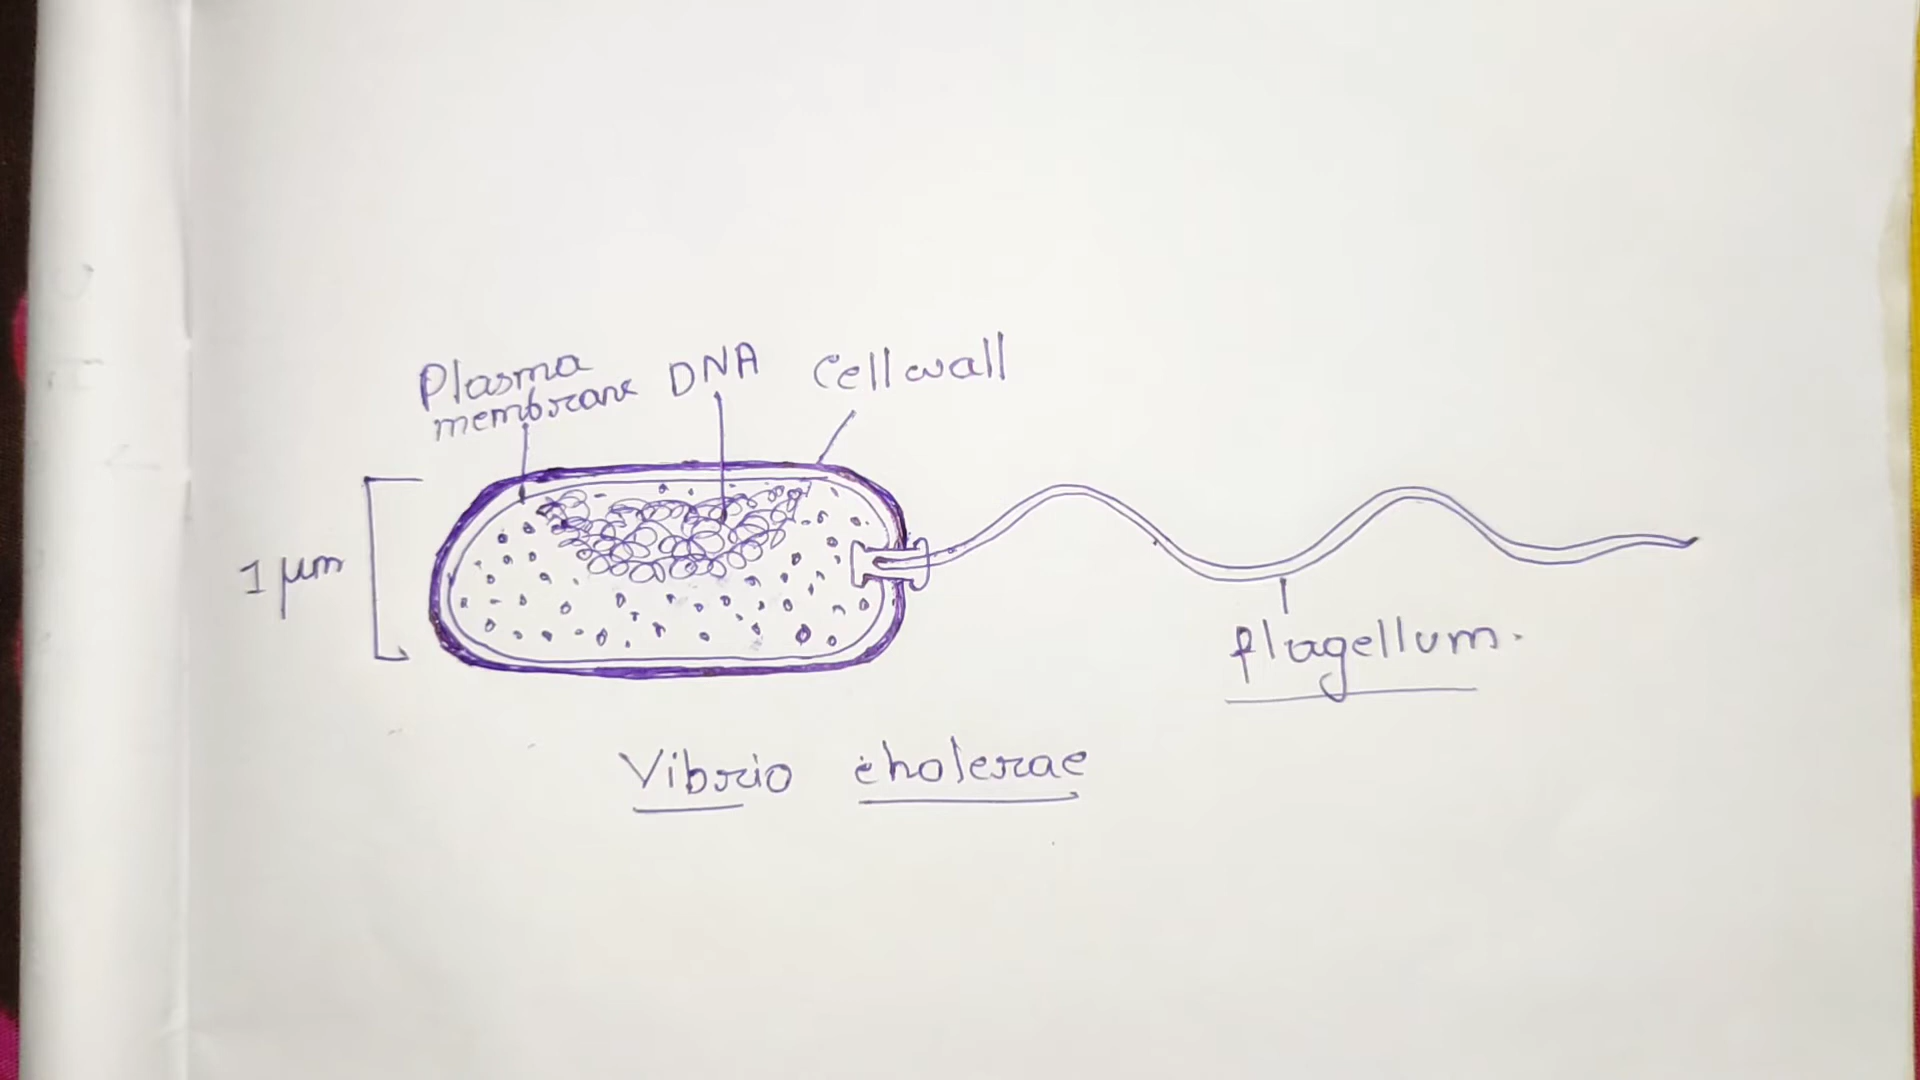 Plasma
membrane
DNA
Cell wall
1 μm
flagellum.
Vibrio cholerae